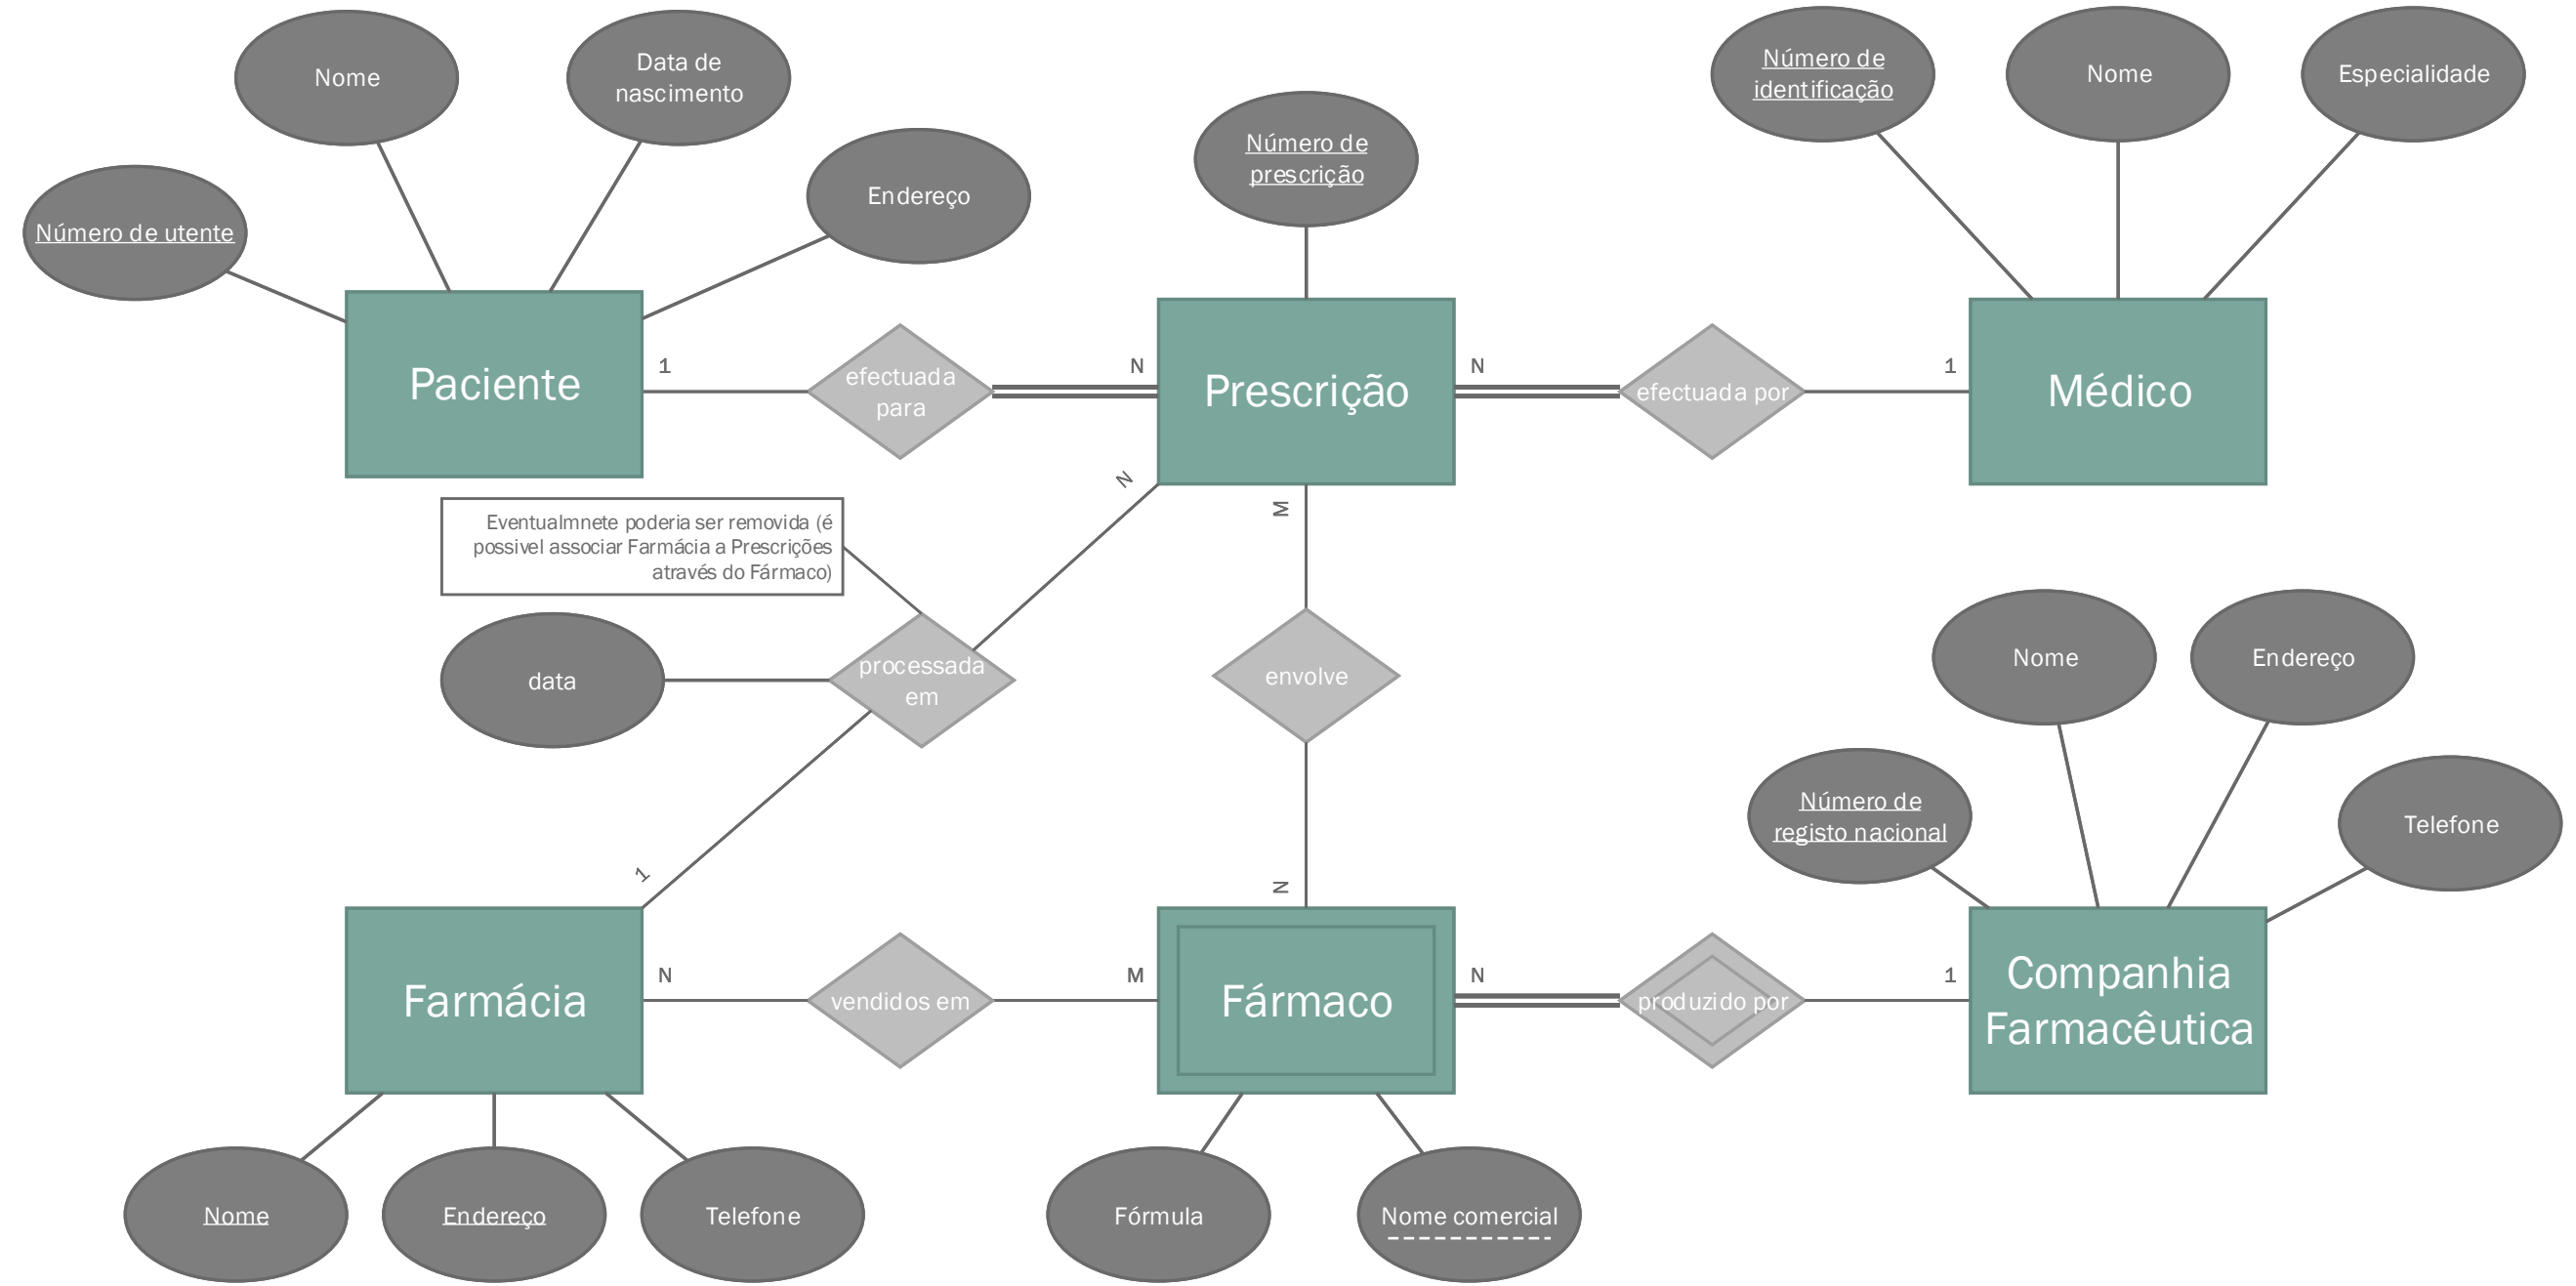 Nome
Data de
nascimento
Número de utente
Endereço
Número de
prescrição
Número de
identificação
Nome
Especialidade
Paciente
1
efectuada
para
N
Prescrição
N
efectuada por
1
Médico
Eventualmnete poderia ser removida (é
possivel associar Farmácia a Prescrições
através do Fármaco)
N
M
data
processada
em
envolve
Nome
Endereço
Número de
registo nacional
Telefone
1
N
Farmácia
N
vendidos em
M
Fármaco
N
produzido por
1
Companhia
Farmacêutica
Nome
Endereço
Telefone
Fórmula
Nome comercial